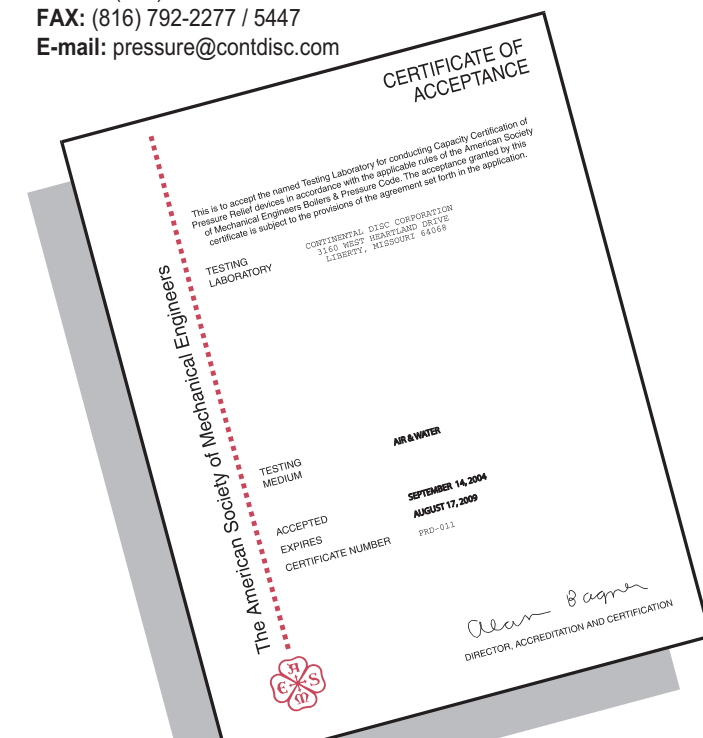 FAX: (816) 792-2277 / 5447
E-mail: pressure@contdisc.com
CERTIFICATE OF
ACCEPTANCE
This is to accept the named Testing Laboratory for conducting Capacity Certification of
Pressure Relief devices in accordance with the applicable rules of the American Society
of Mechanical Engineers Boilers & Pressure Code. The acceptance granted by this
certificate is subject to the provisions of the agreement set forth in the application.
TESTING
LABORATORY
CONTINENTAL DISC CORPORATION
3160 WEST HEARTLAND DRIVE
LIBERTY, MISSOURI 64068
The American Society of Mechanical Engineers
TESTING
MEDIUM
AIR & WATER
ACCEPTED
SEPTEMBER 14, 2004
EXPIRES
AUGUST 17, 2009
CERTIFICATE NUMBER
PRD-011
DIRECTOR, ACCREDITATION AND CERTIFICATION
A
S
M
E